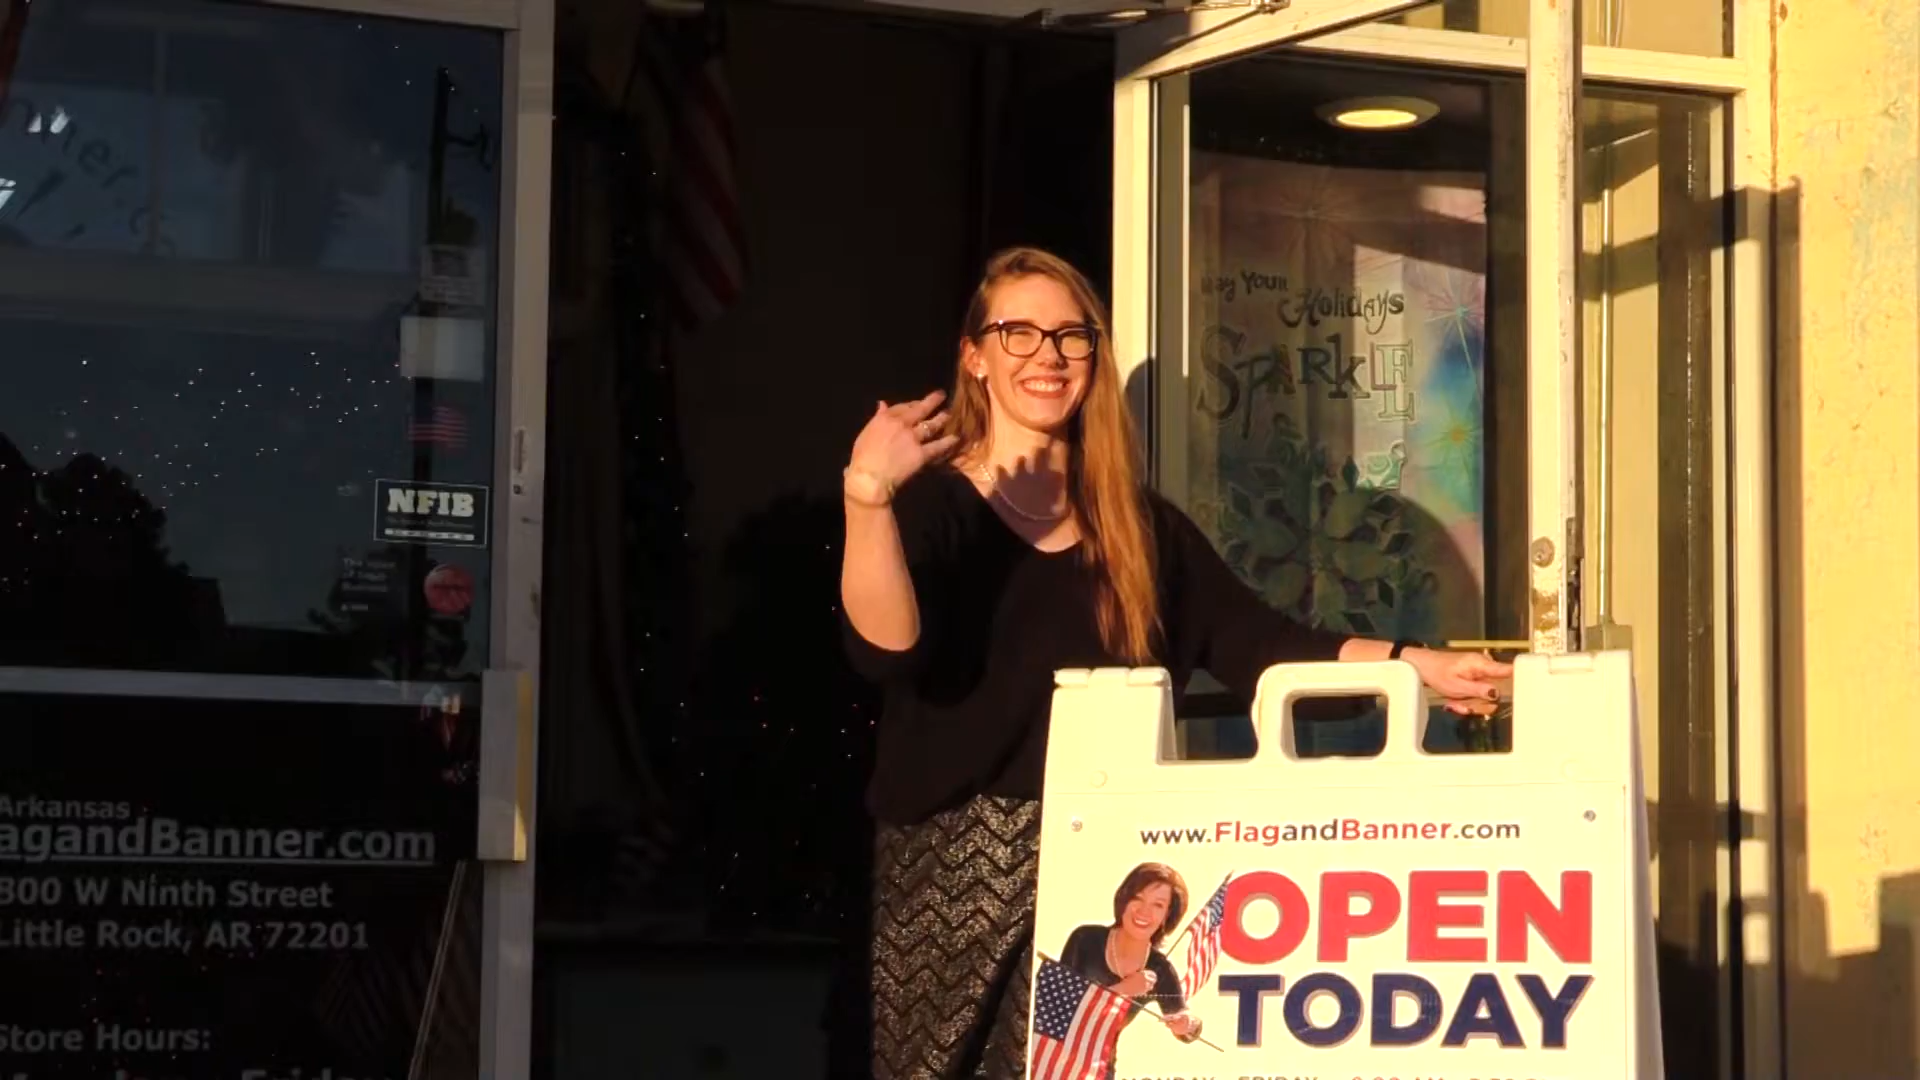 May Your
Holidays
SPARKLE
NFIB
Arkansas
agandBanner.com
800 W Ninth Street
Little Rock, AR 72201
Store Hours:
www.FlagandBanner.com
OPEN
TODAY